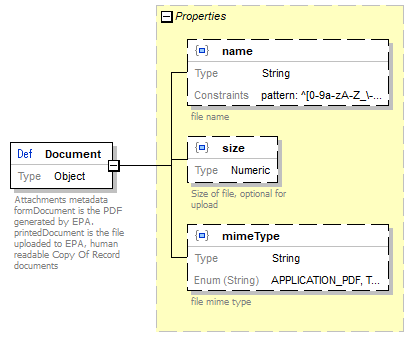 Properties
name
Type String
Constraints pattern: ^[0-9a-zA-Z_\-...
file name
Def Document
Type Object
Attachments metadata
formDocument is the PDF
generated by EPA.
printedDocument is the file
uploaded to EPA, human
readable Copy Of Record
documents
size
Type Numeric
Size of file, optional for
upload
mimeType
Type String
Enum (String) APPLICATION_PDF, T...
file mime type